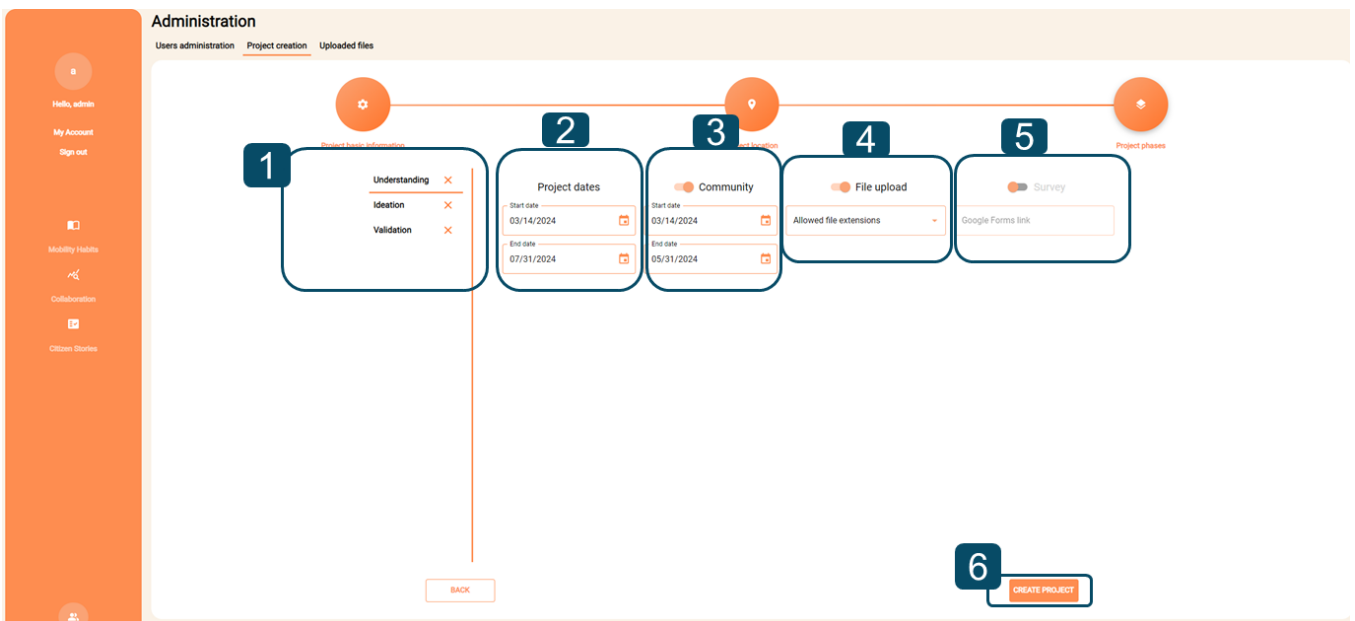 Administration
Users administration Project creation Uploaded files
a
Hello, admin
My Account
Sign out
Mobility Habits
Collaboration
Citizen Stories
Project basic information
location
Project phases
1
Understanding
Ideation
Validation
2
Project dates
Start date
03/14/2024
End date
07/31/2024
3
Community
Start date
03/14/2024
End date
05/31/2024
4
File upload
Allowed file extensions
5
Survey
Google Forms link
BACK
6
CREATE PROJECT